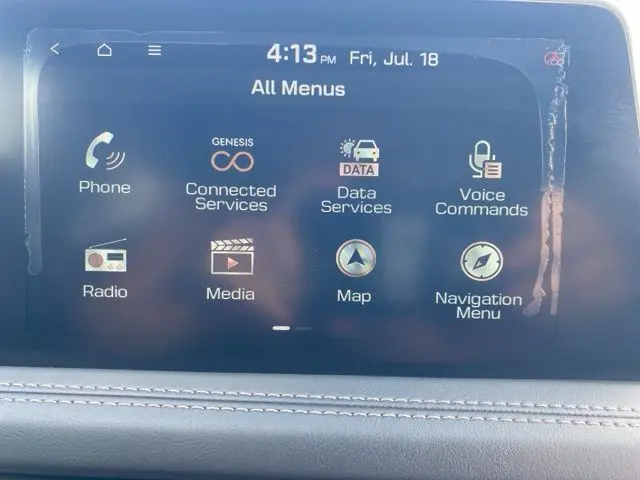 4:13 PM Fri, Jul. 18
All Menus
Phone
GENESIS
Connected
Services
DATA
Data
Services
Voice
Commands
Radio
Media
Map
Navigation
Menu